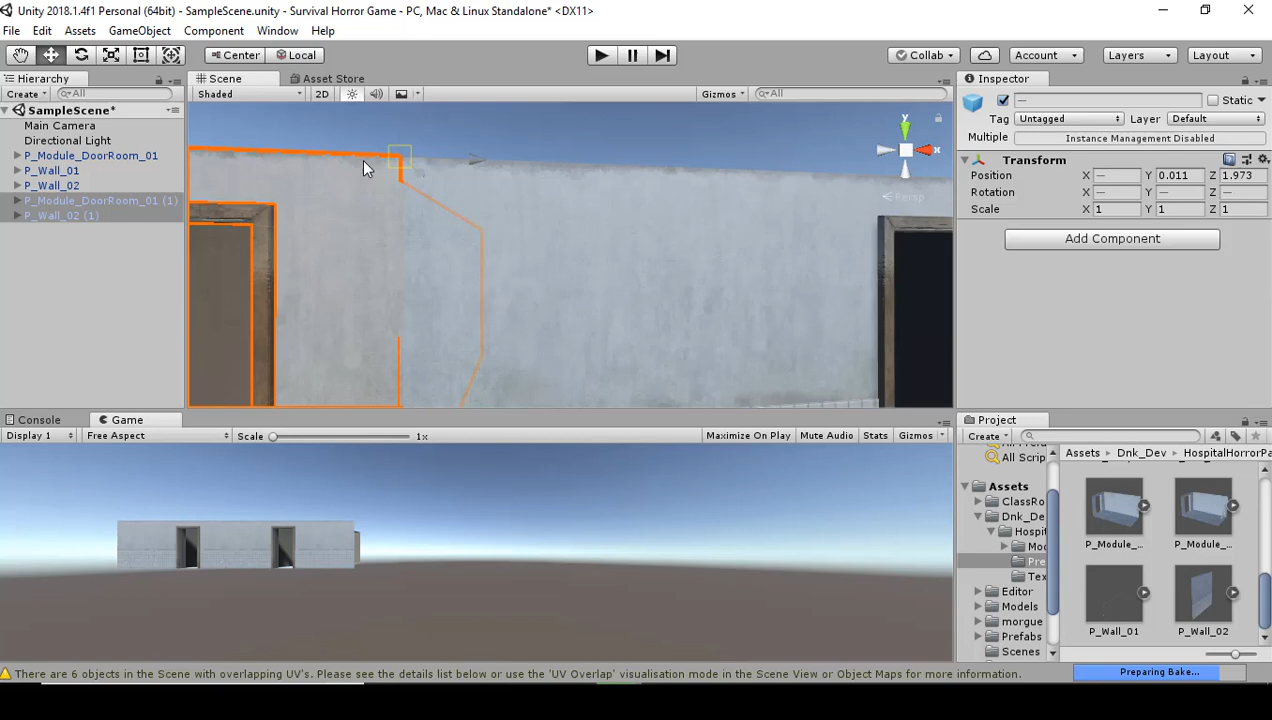 Unity 2018.1.4f1 Personal (64bit) - SampleScene.unity - Survival Horror Game - PC, Mac & Linux Standalone* <DX11>
File Edit Assets GameObject Component Window Help
Center Local Collab Account Layers Layout
Hierarchy
Create All
SampleScene*
Main Camera
Directional Light
P_Module_DoorRoom_01
P_Wall_01
P_Wall_02
P_Module_DoorRoom_01 (1)
P_Wall_02 (1)
Scene Asset Store
Shaded 2D Gizmos All
y
x
Persp
Inspector
— Static
Tag Untagged Layer Default
Multiple Instance Management Disabled
Transform
Position X — Y 0.011 Z 1.973
Rotation X — Y — Z —
Scale X 1 Y 1 Z 1
Add Component
Console Game
Display 1 Free Aspect Scale 1x Maximize On Play Mute Audio Stats Gizmos
Project
Create
All Scrip
Assets
ClassRo
Dnk_De
Hospit
Mod
Pre
Tex
Editor
Models
morgue
Prefabs
Scenes
Assets Dnk_Dev HospitalHorrorPa
P_Module_... P_Module_...
P_Wall_01 P_Wall_02
There are 6 objects in the Scene with overlapping UV's. Please see the details list below or use the 'UV Overlap' visualisation mode in the Scene View or Object Maps for more information.
Preparing Bake...